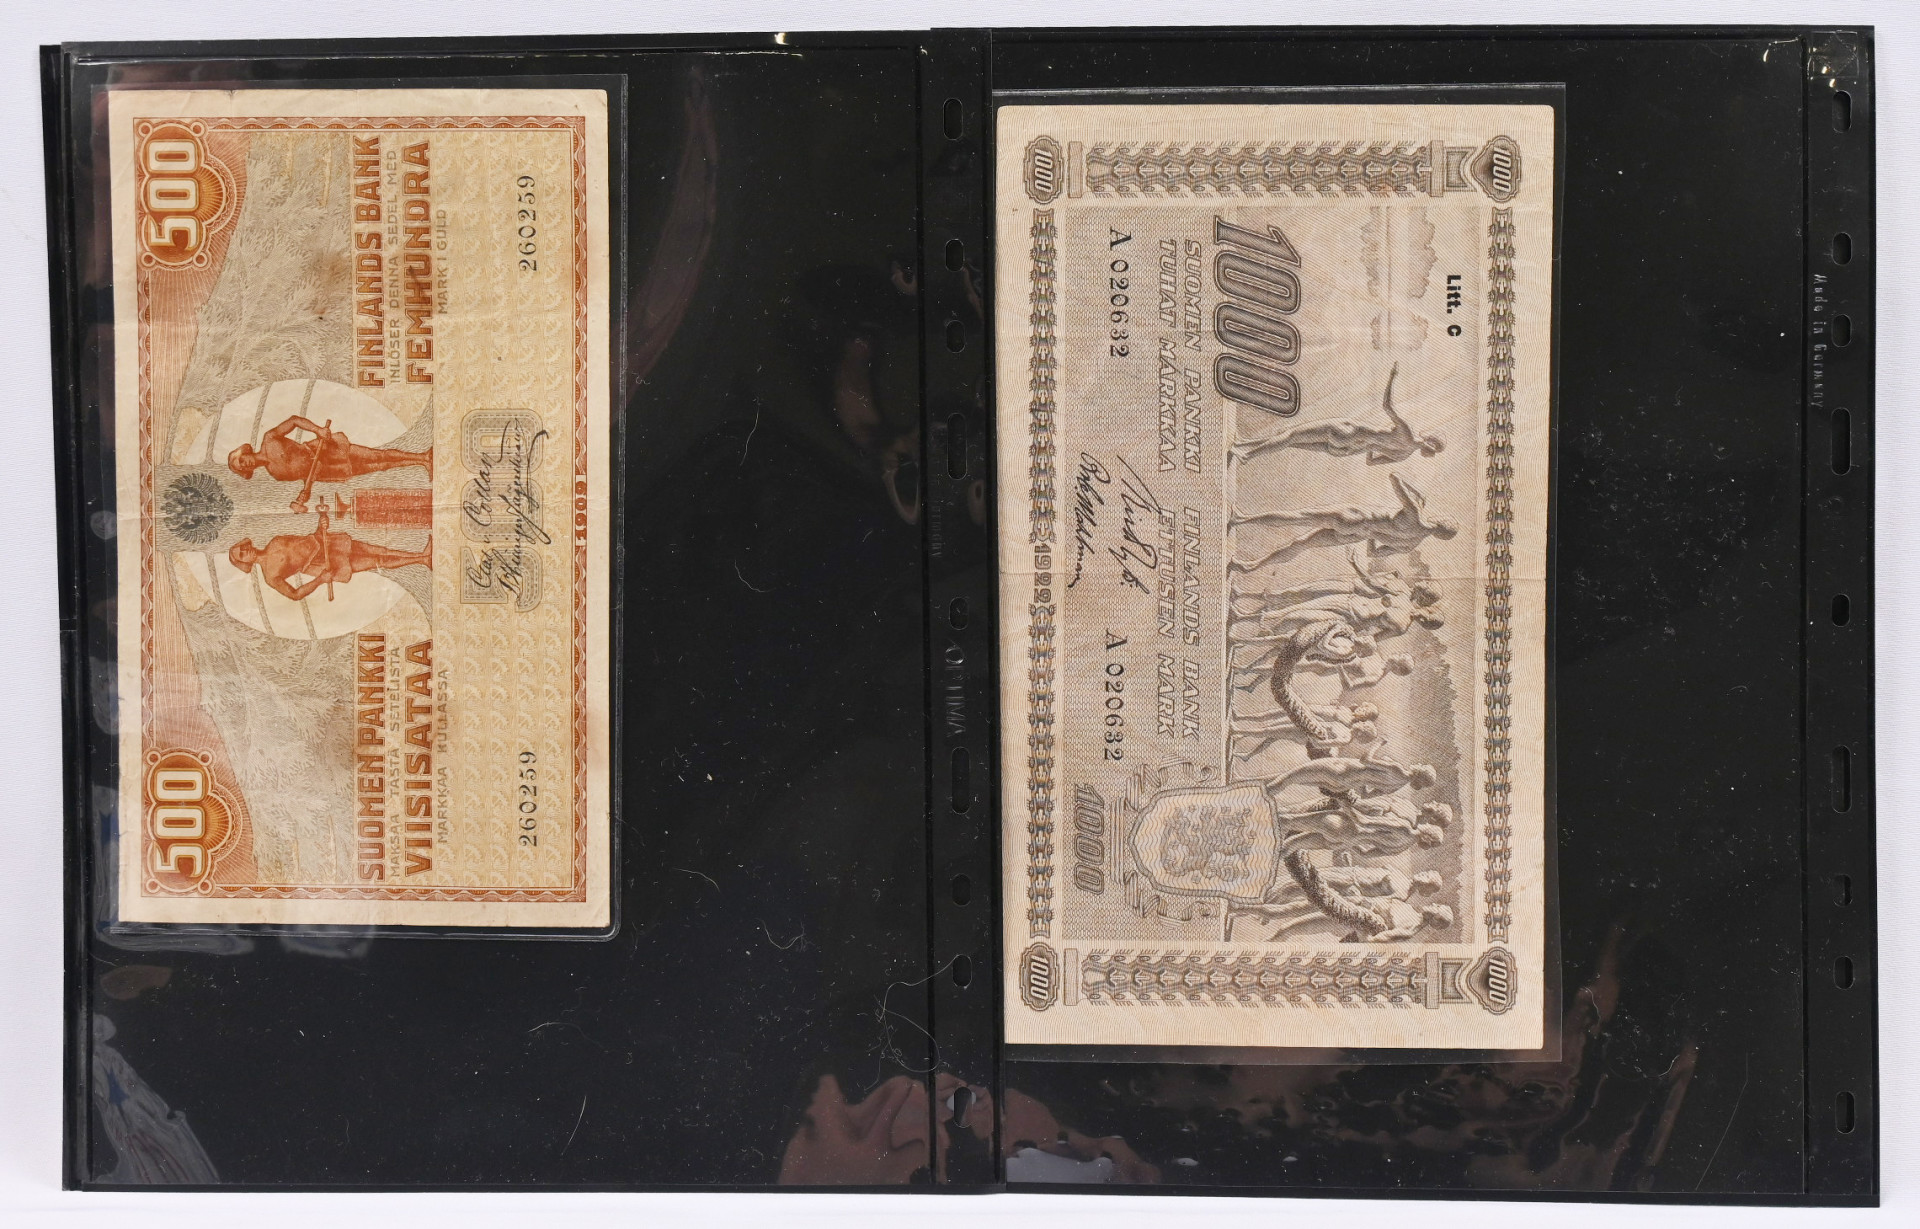 500
500
SUOMEN PANKKI
MAKSAA TÄSTÄ SETELISTÄ
VIISISATAA
MARKKAA KULLASSA
FINLANDS BANK
INLÖSER DENNA SEDEL MED
FEMHUNDRA
MARK I GULD
500
260259
260259
1909
1000
1000
Litt. C
1000
SUOMEN PANKKI FINLANDS BANK
TUHAT MARKKAA ETTUSEN MARK
A 020632
A 020632
1000
1922
1000
1000
Made in Germany